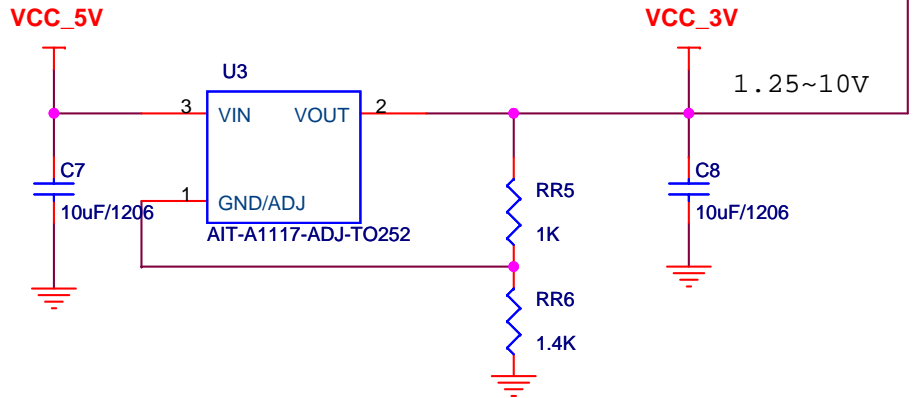 VCC_5V
VCC_3V
U3
1.25~10V
3
VIN
VOUT
2
C7
10uF/1206
1
GND/ADJ
AIT-A1117-ADJ-TO252
RR5
1K
C8
10uF/1206
RR6
1.4K